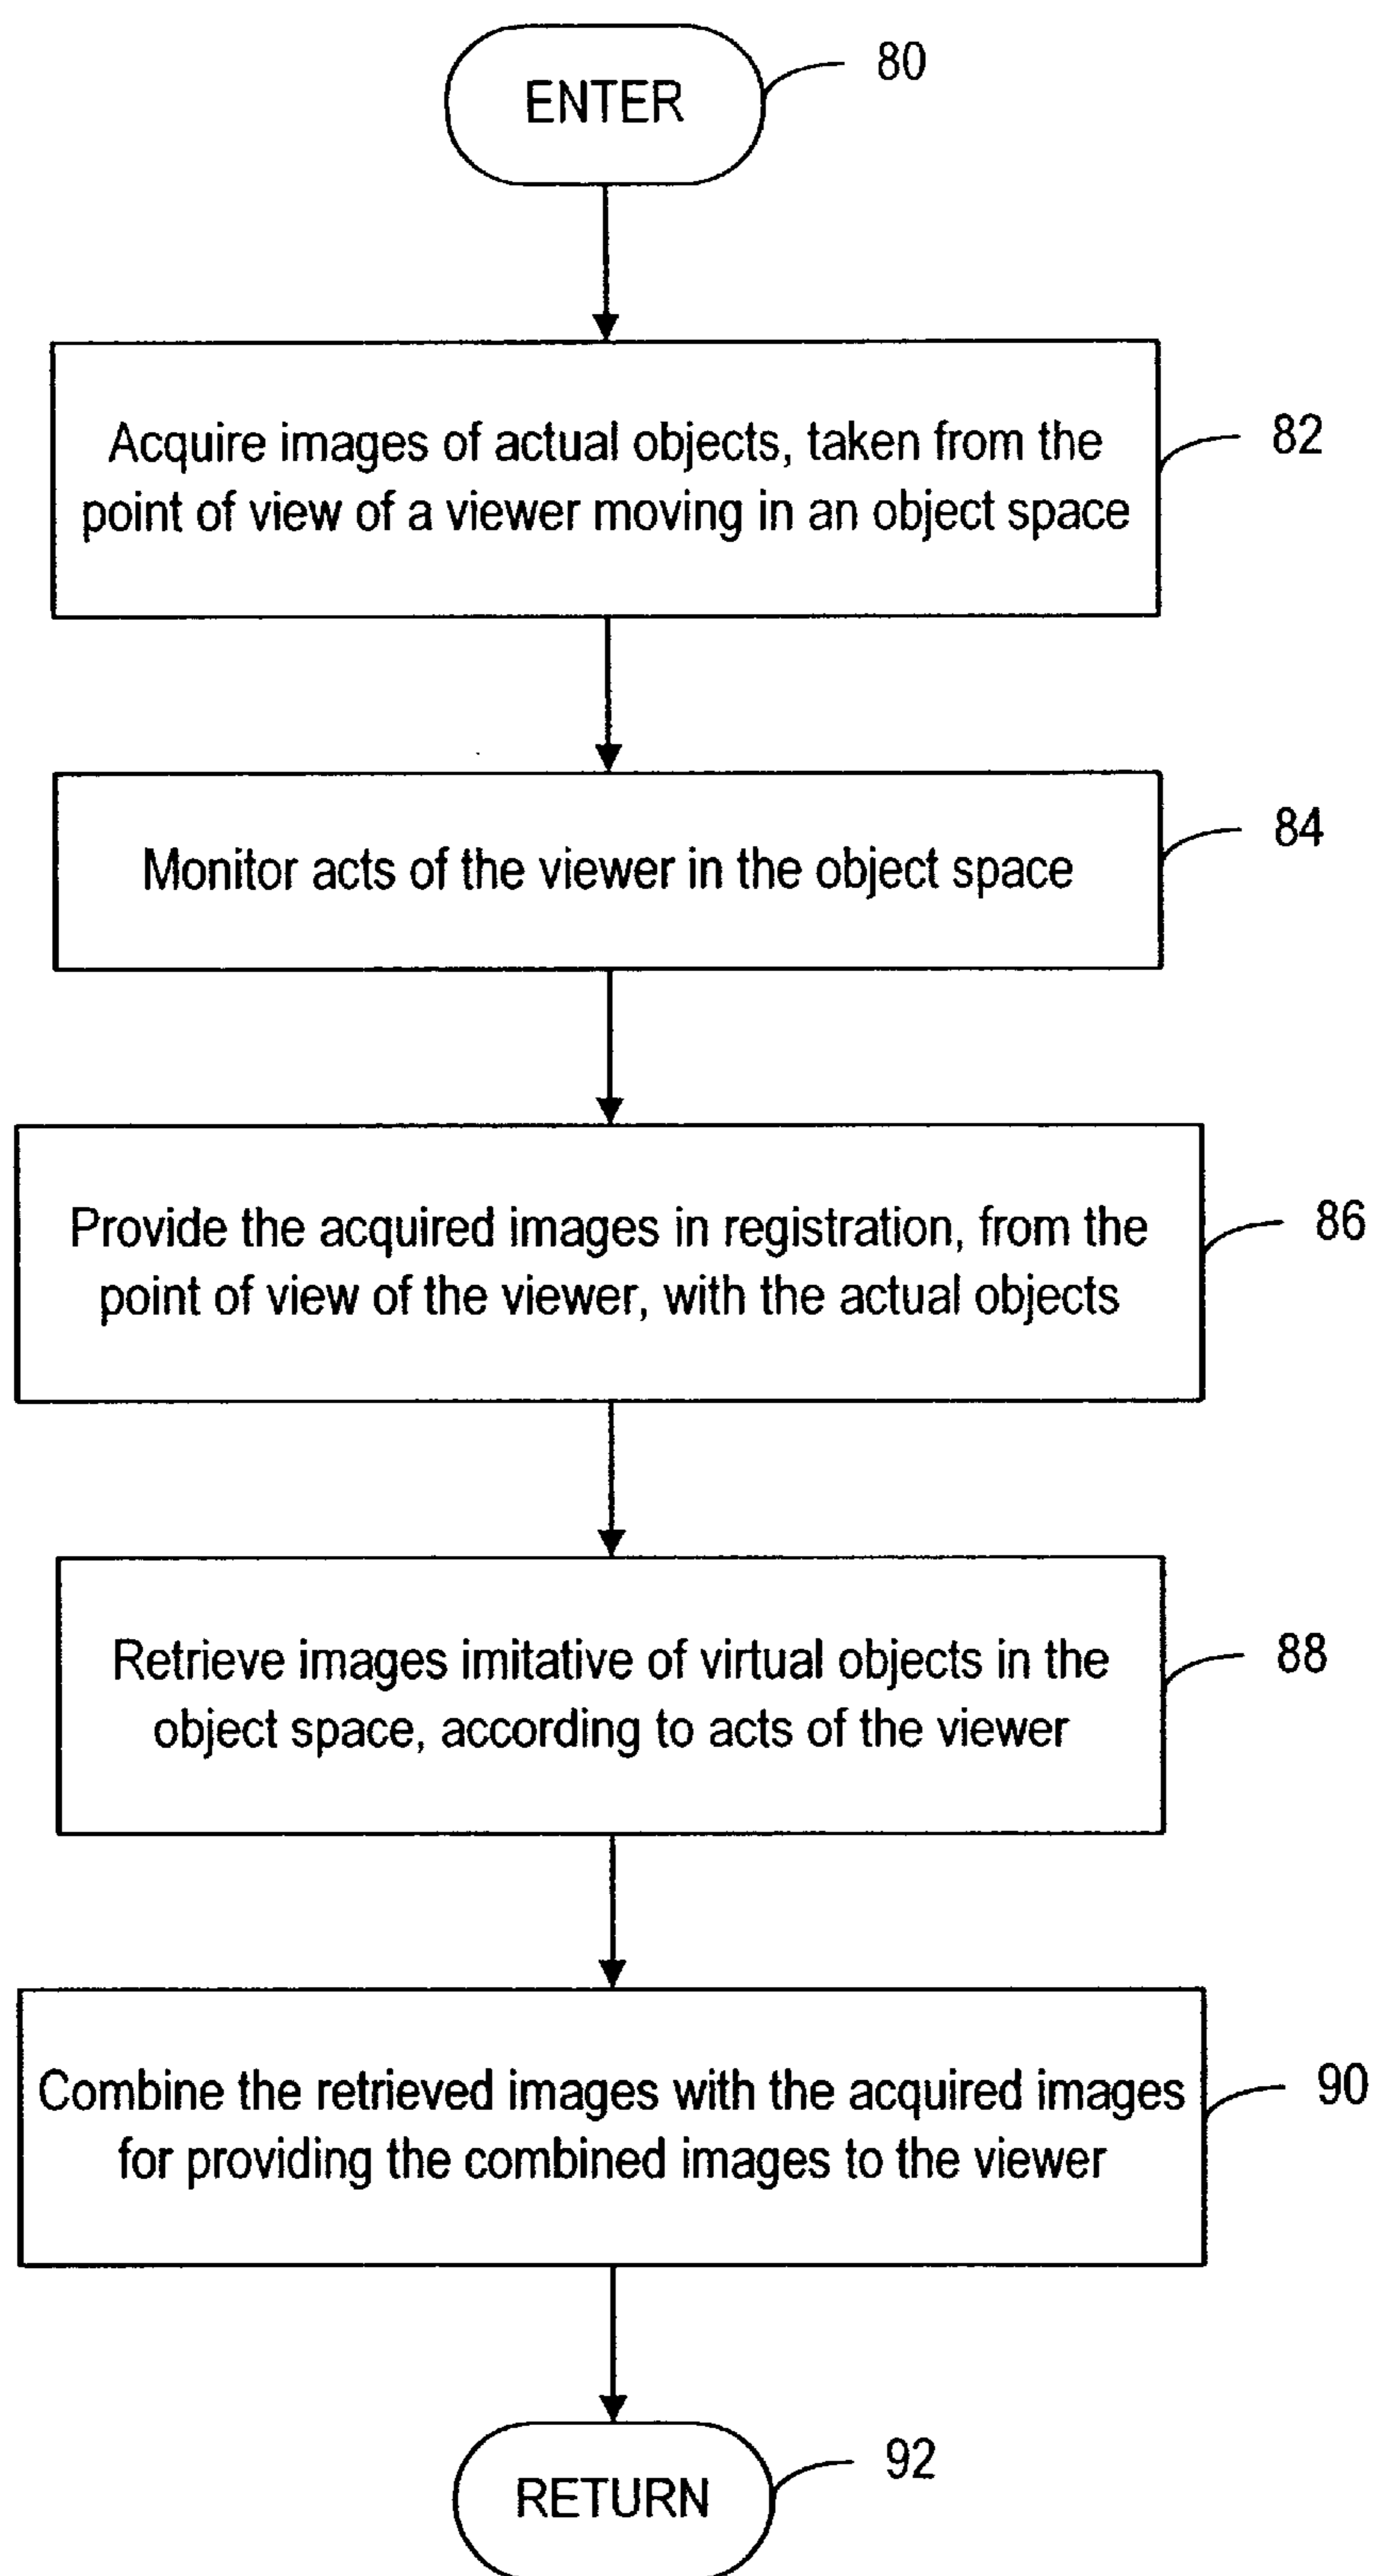 ENTER
80
Acquire images of actual objects, taken from the
point of view of a viewer moving in an object space
82
Monitor acts of the viewer in the object space
84
Provide the acquired images in registration, from the
point of view of the viewer, with the actual objects
86
Retrieve images imitative of virtual objects in the
object space, according to acts of the viewer
88
Combine the retrieved images with the acquired images
for providing the combined images to the viewer
90
RETURN
92